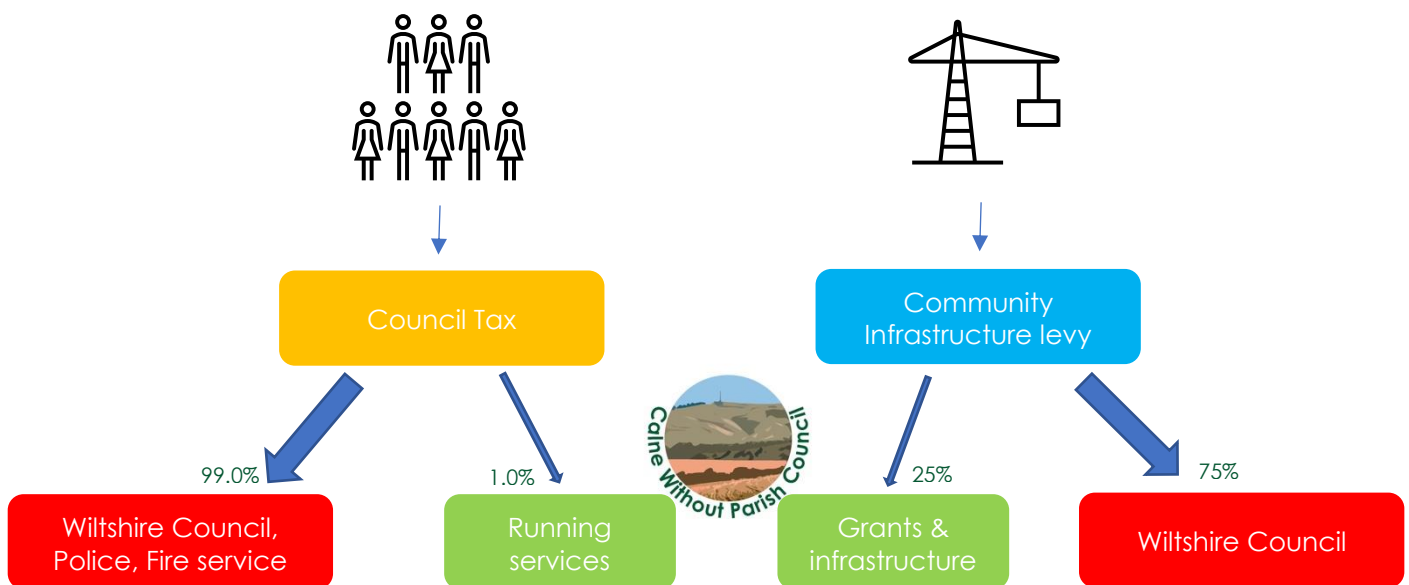 Council Tax
Community
Infrastructure levy
Calne Without Parish Council
99.0%
1.0%
25%
75%
Wiltshire Council,
Police, Fire service
Running
services
Grants &
infrastructure
Wiltshire Council